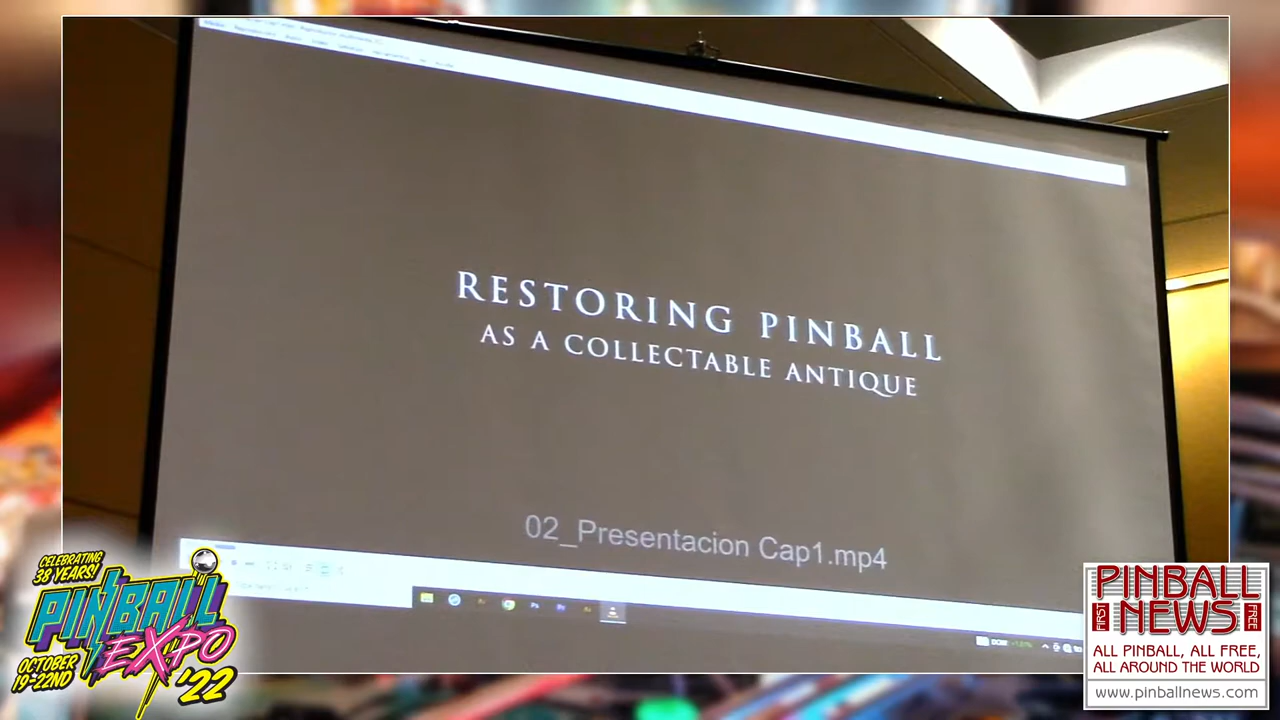 RESTORING PINBALL
AS A COLLECTABLE ANTIQUE
02_Presentacion Cap1.mp4
CELEBRATING
38 YEARS!
PINBALL
EXPO
OCTOBER
19-22ND
'22
PINBALL
FIRST NEWS FREE
ALL PINBALL, ALL FREE,
ALL AROUND THE WORLD
www.pinballnews.com